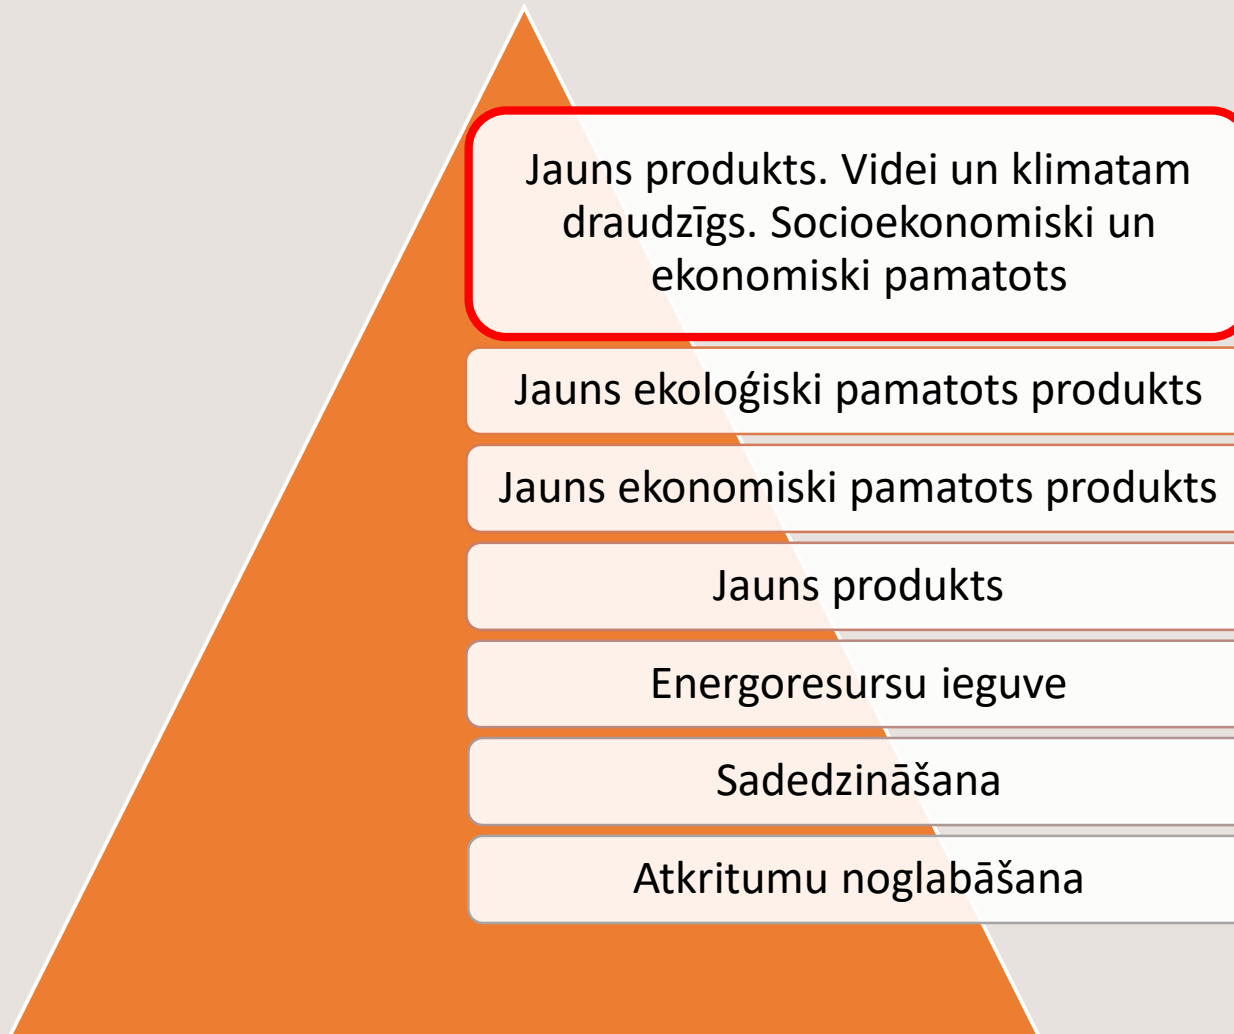 Jauns produkts. Videi un klimatam
draudzīgs. Socioekonomiski un
ekonomiski pamatots
Jauns ekoloģiski pamatots produkts
Jauns ekonomiski pamatots produkts
Jauns produkts
Energoresursu ieguve
Sadedzināšana
Atkritumu noglabāšana